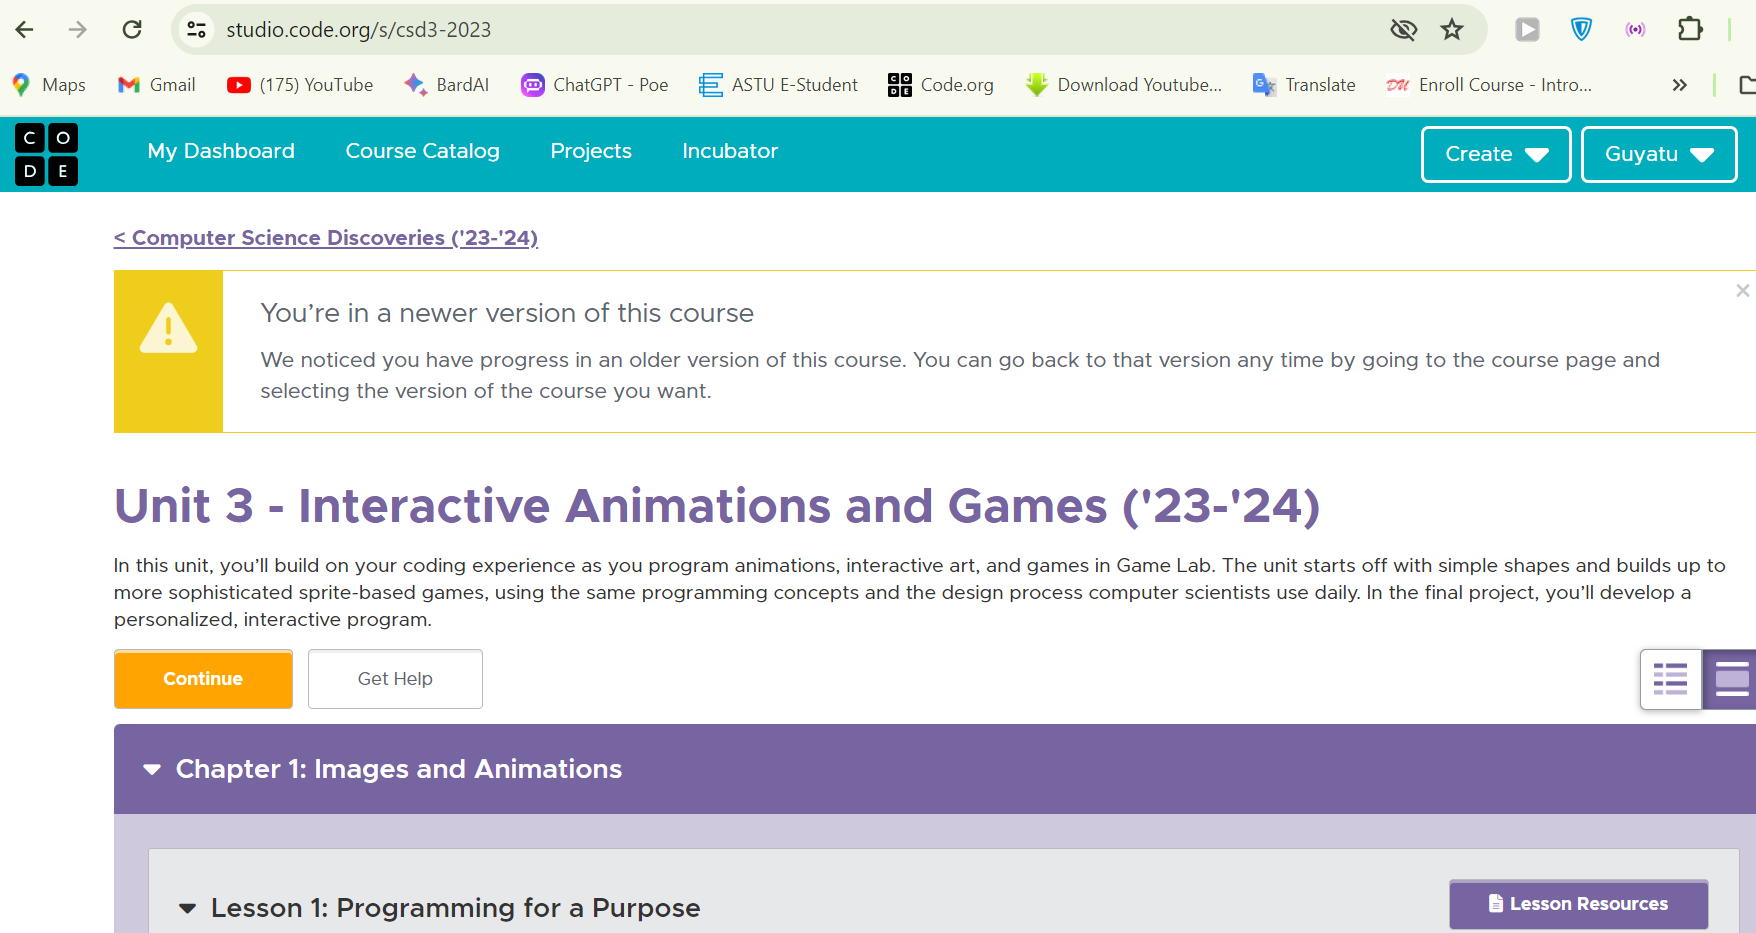 studio.code.org/s/csd3-2023
Maps Gmail (175) YouTube BardAI ChatGPT - Poe ASTU E-Student CODE Code.org Download Youtube... Translate DU Enroll Course - Intro... »
C O
D E
My Dashboard Course Catalog Projects Incubator Create Guyatu
< Computer Science Discoveries ('23-'24)
You’re in a newer version of this course
We noticed you have progress in an older version of this course. You can go back to that version any time by going to the course page and
selecting the version of the course you want.
Unit 3 - Interactive Animations and Games ('23-'24)
In this unit, you’ll build on your coding experience as you program animations, interactive art, and games in Game Lab. The unit starts off with simple shapes and builds up to
more sophisticated sprite-based games, using the same programming concepts and the design process computer scientists use daily. In the final project, you’ll develop a
personalized, interactive program.
Continue Get Help
Chapter 1: Images and Animations
Lesson 1: Programming for a Purpose Lesson Resources